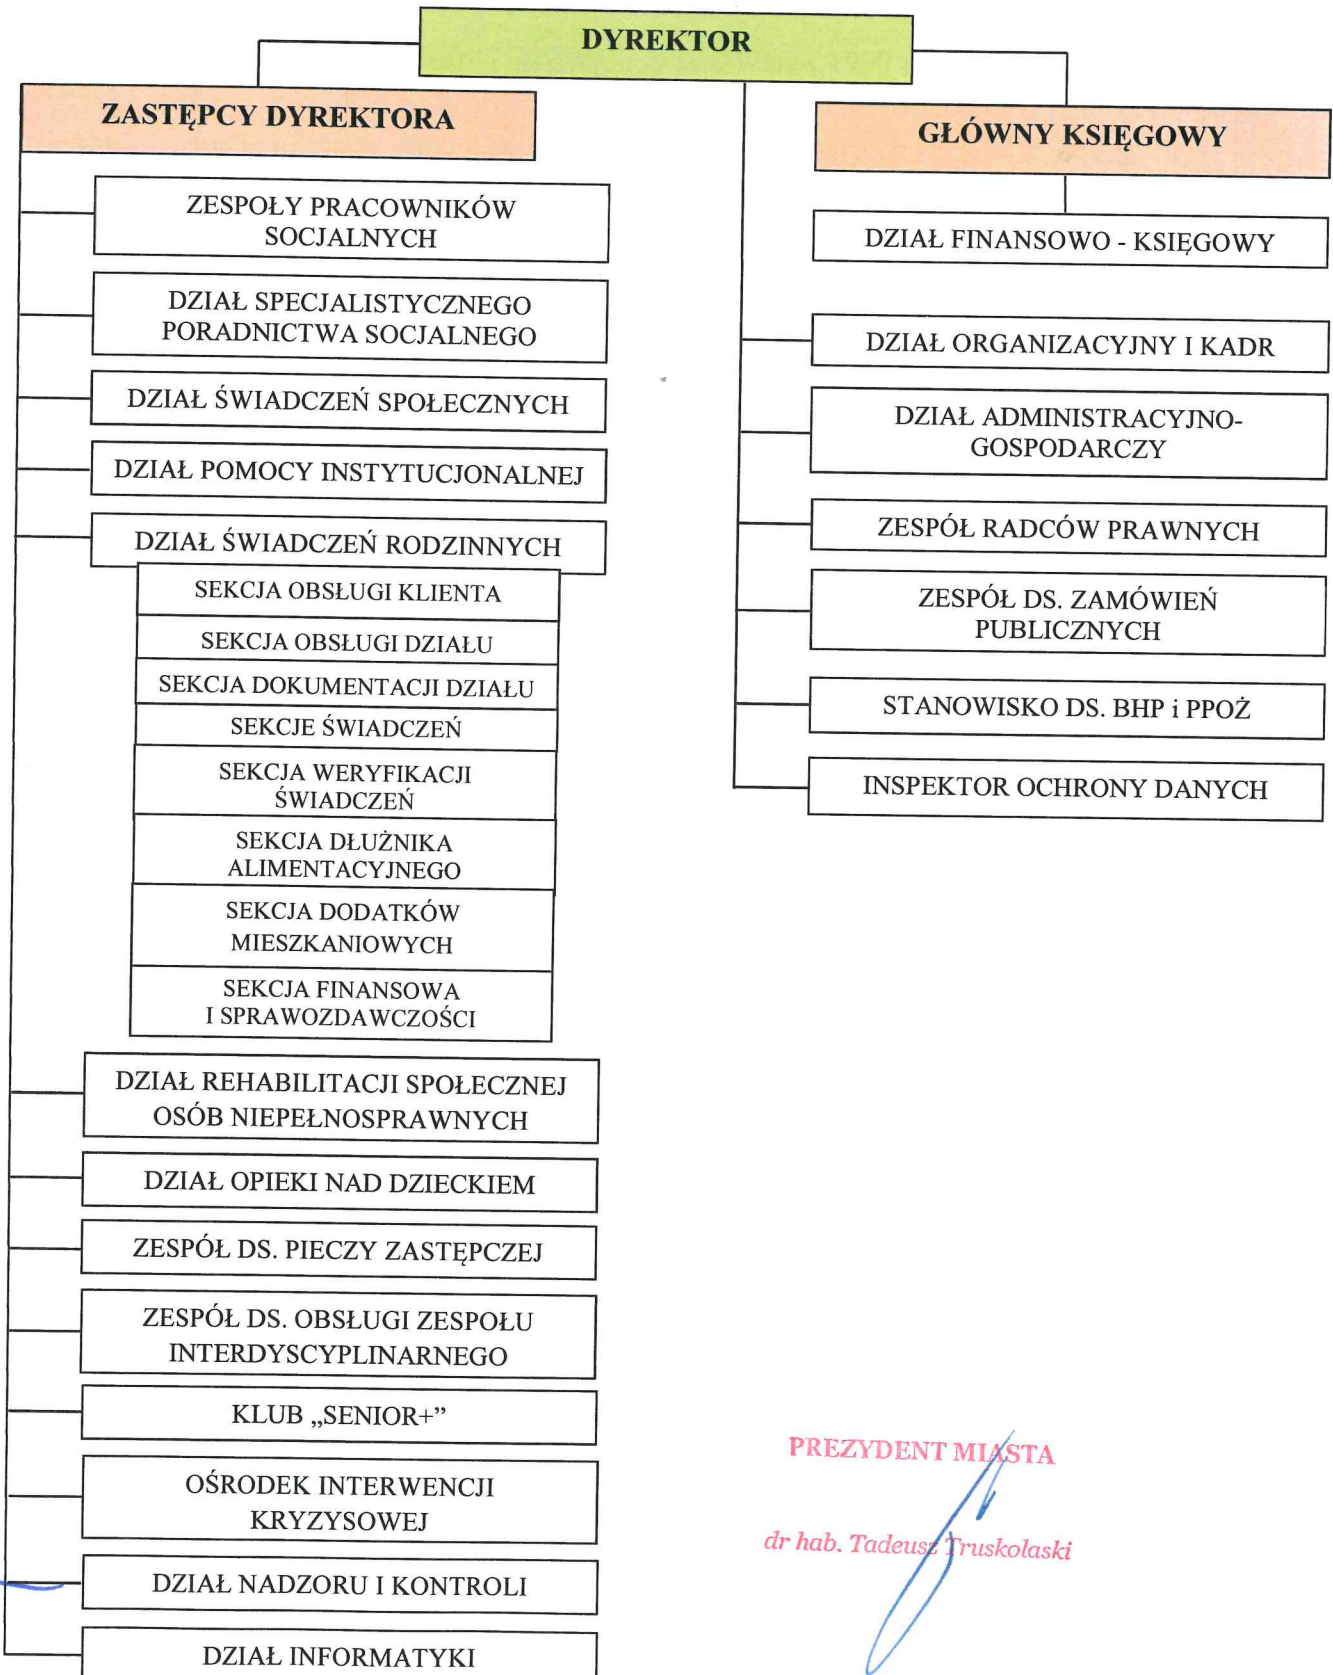 DYREKTOR
ZASTĘPCY DYREKTORA
ZESPOŁY PRACOWNIKÓW
SOCJALNYCH
DZIAŁ SPECJALISTYCZNEGO
PORADNICTWA SOCJALNEGO
DZIAŁ ŚWIADCZEŃ SPOŁECZNYCH
DZIAŁ POMOCY INSTYTUCJONALNEJ
DZIAŁ ŚWIADCZEŃ RODZINNYCH
SEKCJA OBSŁUGI KLIENTA
SEKCJA OBSŁUGI DZIAŁU
SEKCJA DOKUMENTACJI DZIAŁU
SEKCJE ŚWIADCZEŃ
SEKCJA WERYFIKACJI
ŚWIADCZEŃ
SEKCJA DŁUŻNIKA
ALIMENTACYJNEGO
SEKCJA DODATKÓW
MIESZKANIOWYCH
SEKCJA FINANSOWA
I SPRAWOZDAWCZOŚCI
DZIAŁ REHABILITACJI SPOŁECZNEJ
OSÓB NIEPEŁNOSPRAWNYCH
DZIAŁ OPIEKI NAD DZIECKIEM
ZESPÓŁ DS. PIECZY ZASTĘPCZEJ
ZESPÓŁ DS. OBSŁUGI ZESPOŁU
INTERDYSCYPLINARNEGO
KLUB „SENIOR+”
OŚRODEK INTERWENCJI
KRYZYSOWEJ
DZIAŁ NADZORU I KONTROLI
DZIAŁ INFORMATYKI
GŁÓWNY KSIĘGOWY
DZIAŁ FINANSOWO - KSIĘGOWY
DZIAŁ ORGANIZACYJNY I KADR
DZIAŁ ADMINISTRACYJNO-
GOSPODARCZY
ZESPÓŁ RADCÓW PRAWNYCH
ZESPÓŁ DS. ZAMÓWIEŃ
PUBLICZNYCH
STANOWISKO DS. BHP i PPOŻ
INSPEKTOR OCHRONY DANYCH
PREZYDENT MIASTA
dr hab. Tadeusz Truskolaski